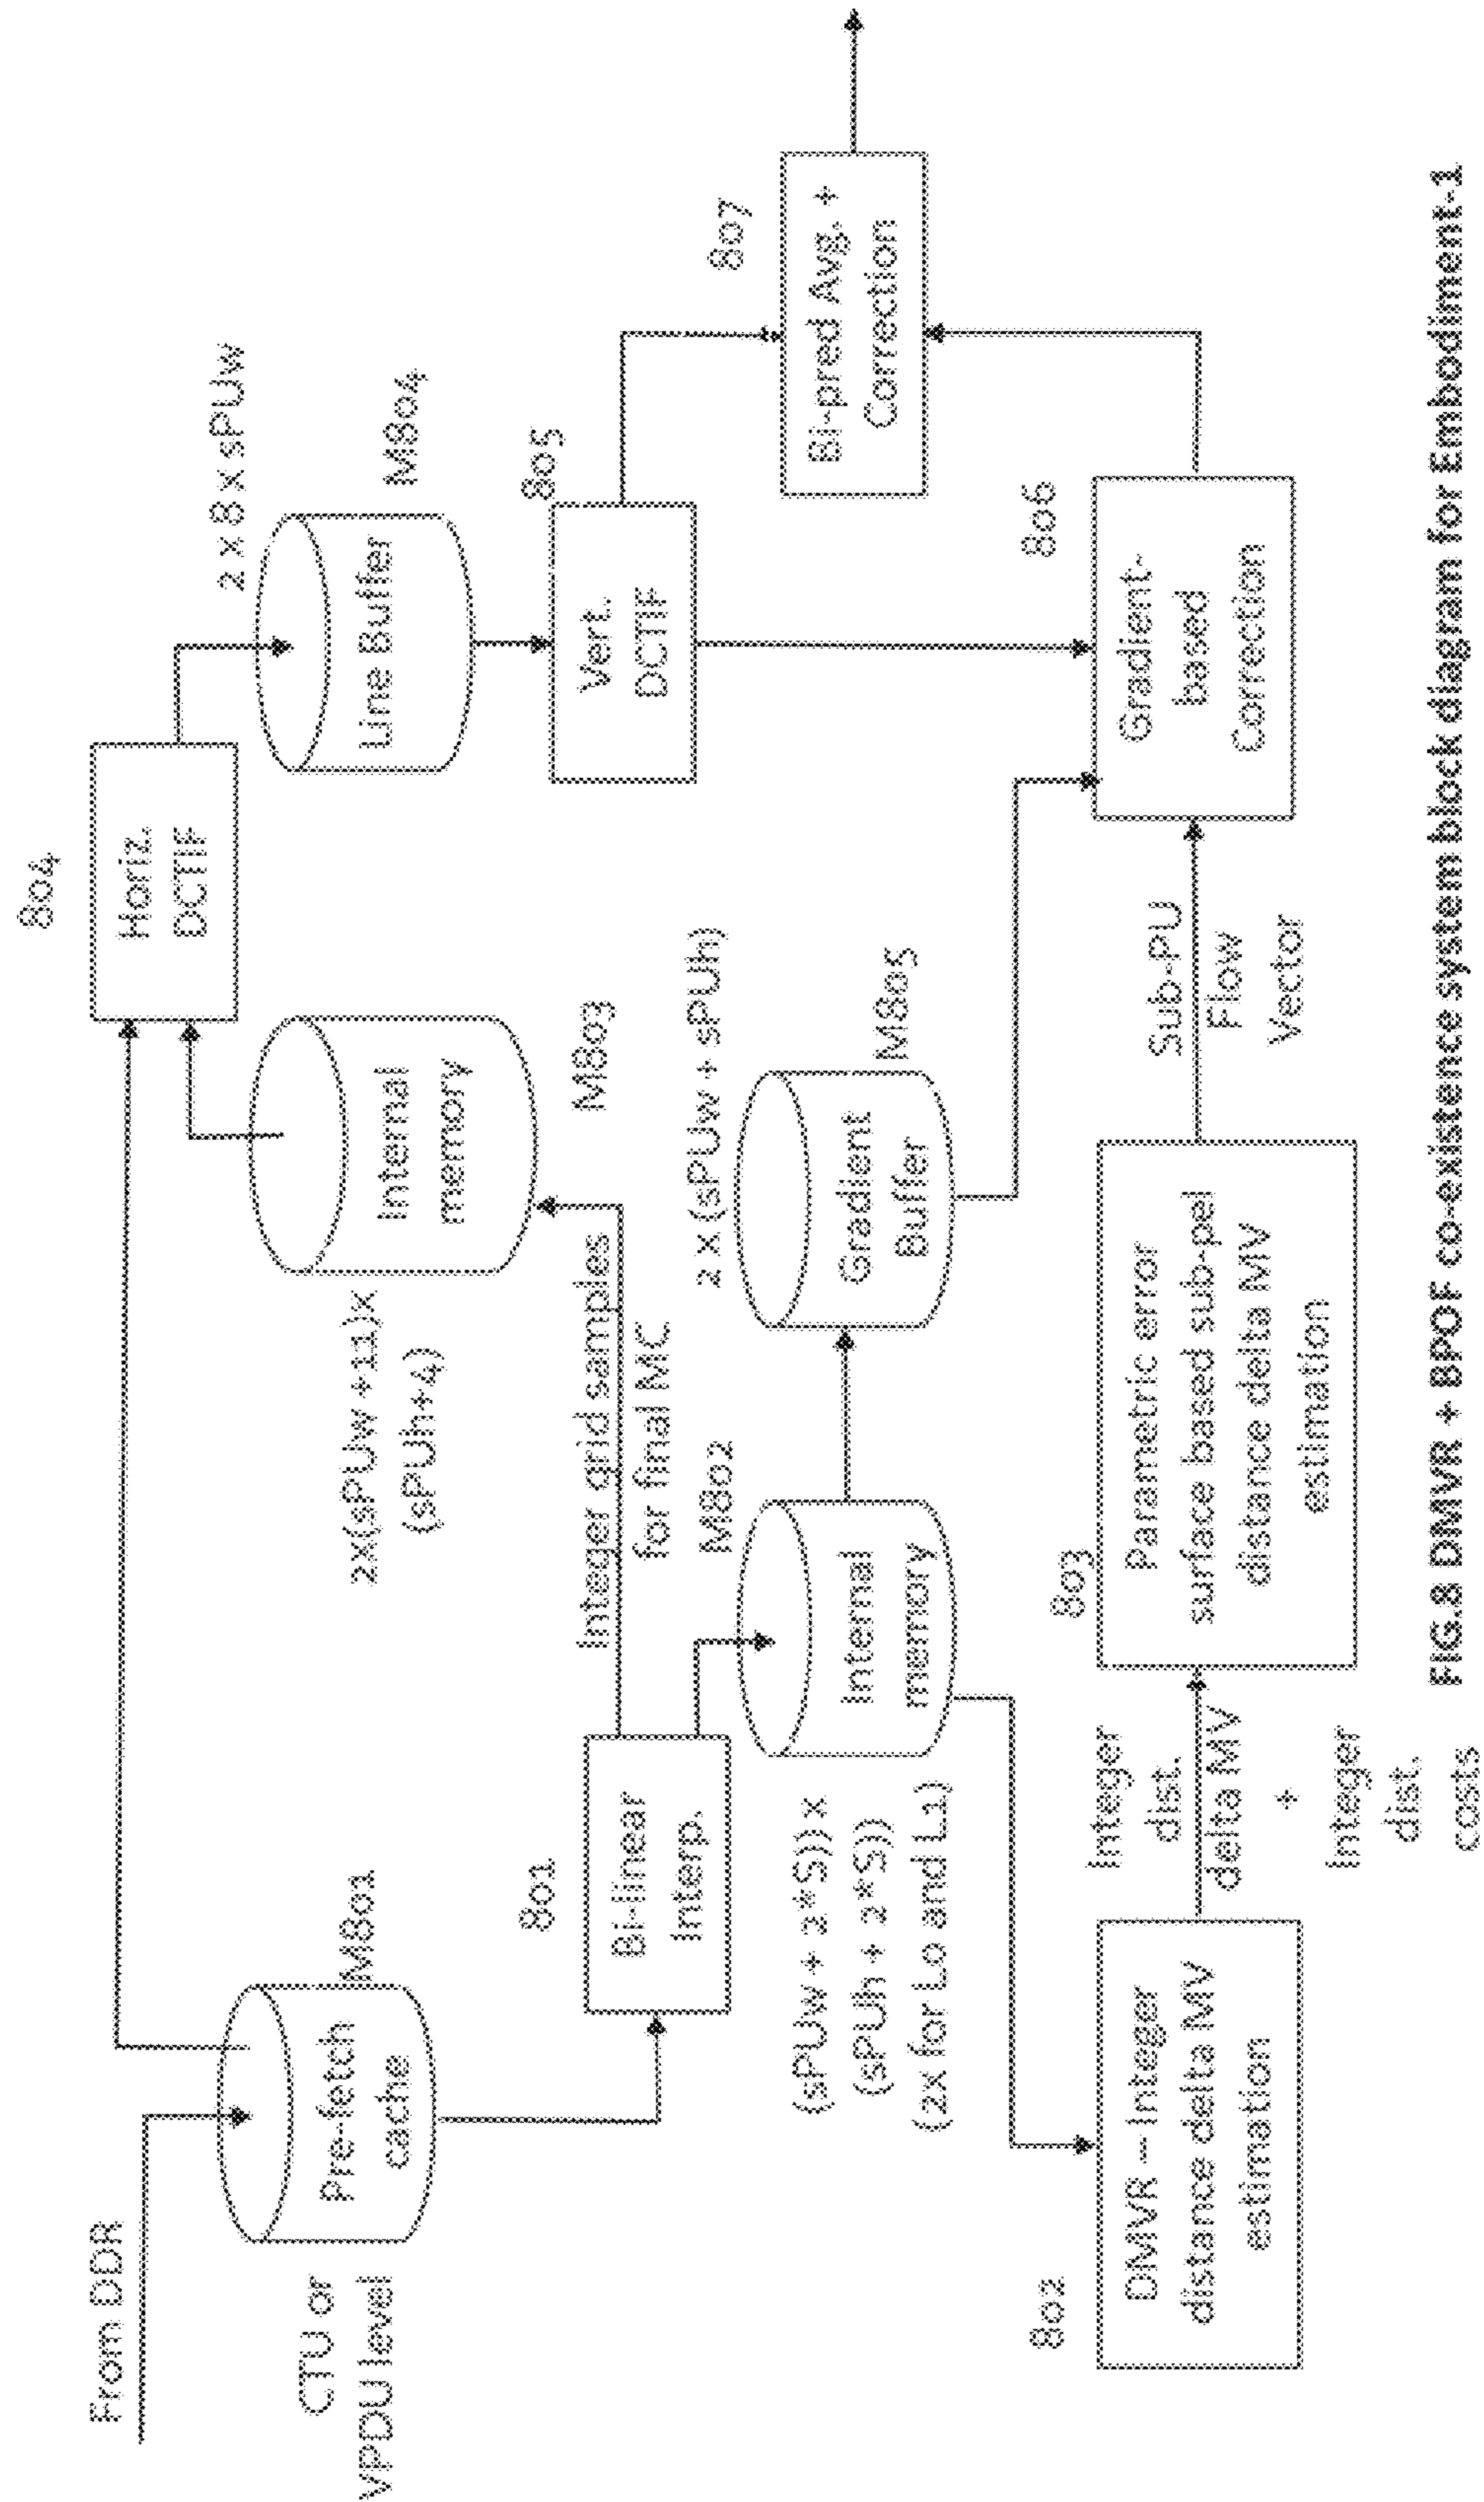 From DDR
CTU or
VPDU level
Pre-fetch
cache
M801
804
Horiz.
DCTIF
2 x 8 x sPUw
Line Buffer
M804
2x(sPUw +11)x
(sPUh+4)
Internal
memory
M803
801
Bi-linear
Interp.
Integer grid samples
for final MC
805
Vert.
DCTIF
807
Bi-pred Avg. +
Correction
M802
Internal
memory
(sPUw + 2*S)) x
(sPUh + 2*S))
(2x for L0 and L1)
2 x (sPUw + sPUh)
Gradient
Buffer
M805
802
DMVR – Integer
distance delta MV
estimation
Integer
dist.
delta MV
+
Integer
dist.
costs
803
Parametric error
surface based sub-pel
distance delta MV
estimation
Sub-PU
Flow
Vector
806
Gradient-
based
Correction
FIG.8 DMVR + BPOF co-existence system block diagram for Embodiment-1